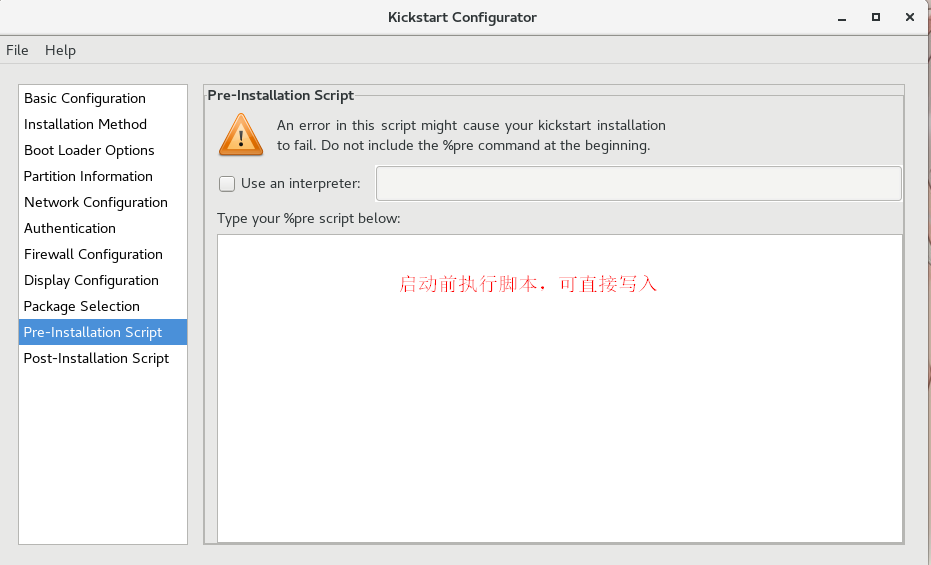 Kickstart Configurator
File Help
Basic Configuration
Installation Method
Boot Loader Options
Partition Information
Network Configuration
Authentication
Firewall Configuration
Display Configuration
Package Selection
Pre-Installation Script
Post-Installation Script
Pre-Installation Script
An error in this script might cause your kickstart installation
to fail. Do not include the %pre command at the beginning.
Use an interpreter:
Type your %pre script below:
启动前执行脚本，可直接写入